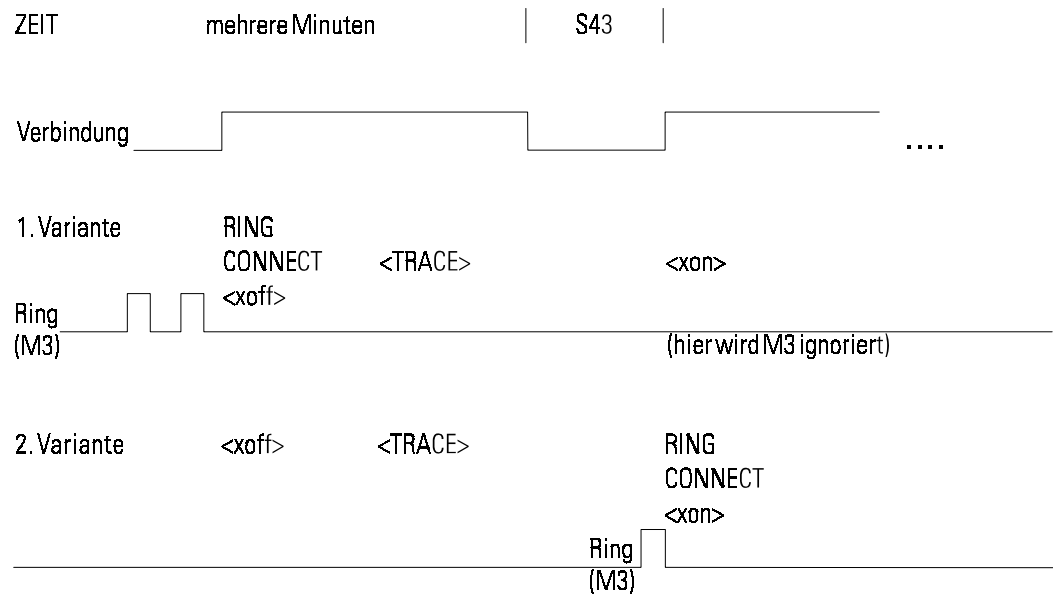 ZEIT mehrere Minuten S43
Verbindung ....
1. Variante RING
CONNECT <TRACE> <xon>
<xoff>
Ring
(M3) (hier wird M3 ignoriert)
2. Variante <xoff> <TRACE> RING
CONNECT
<xon>
Ring
(M3)